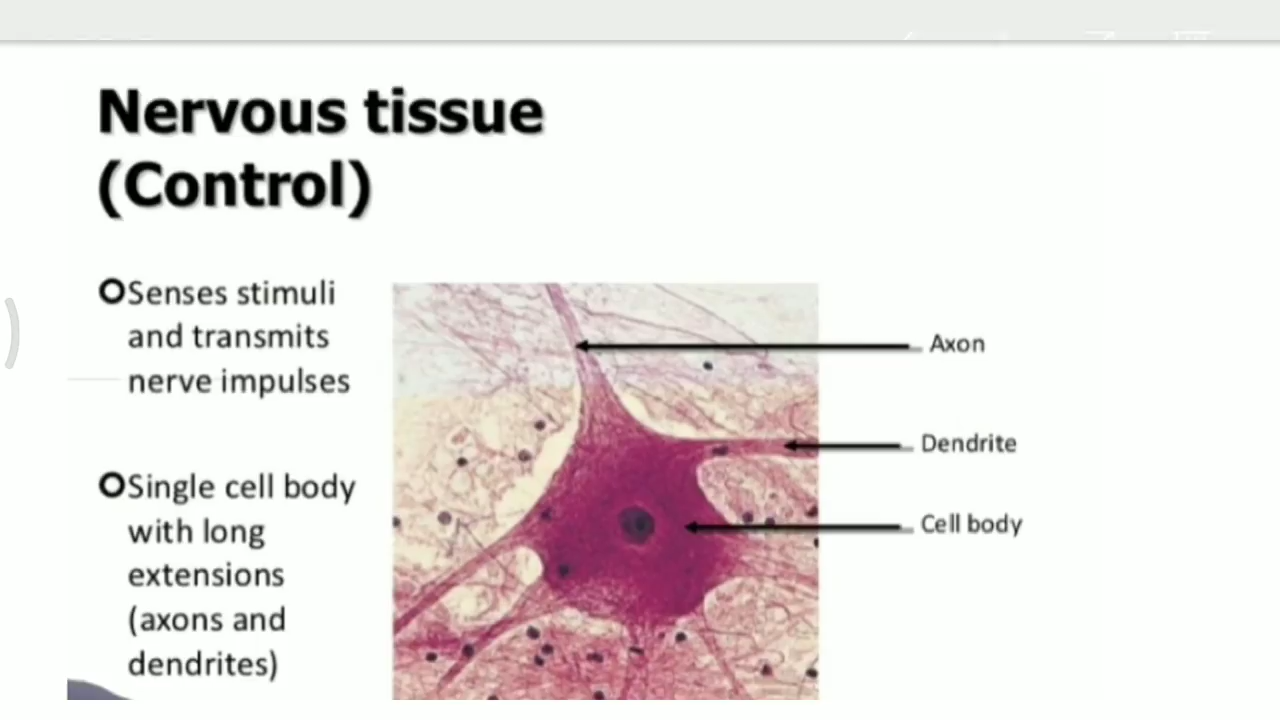 Nervous tissue
(Control)
Senses stimuli
and transmits
nerve impulses
Single cell body
with long
extensions
(axons and
dendrites)
Axon
Dendrite
Cell body